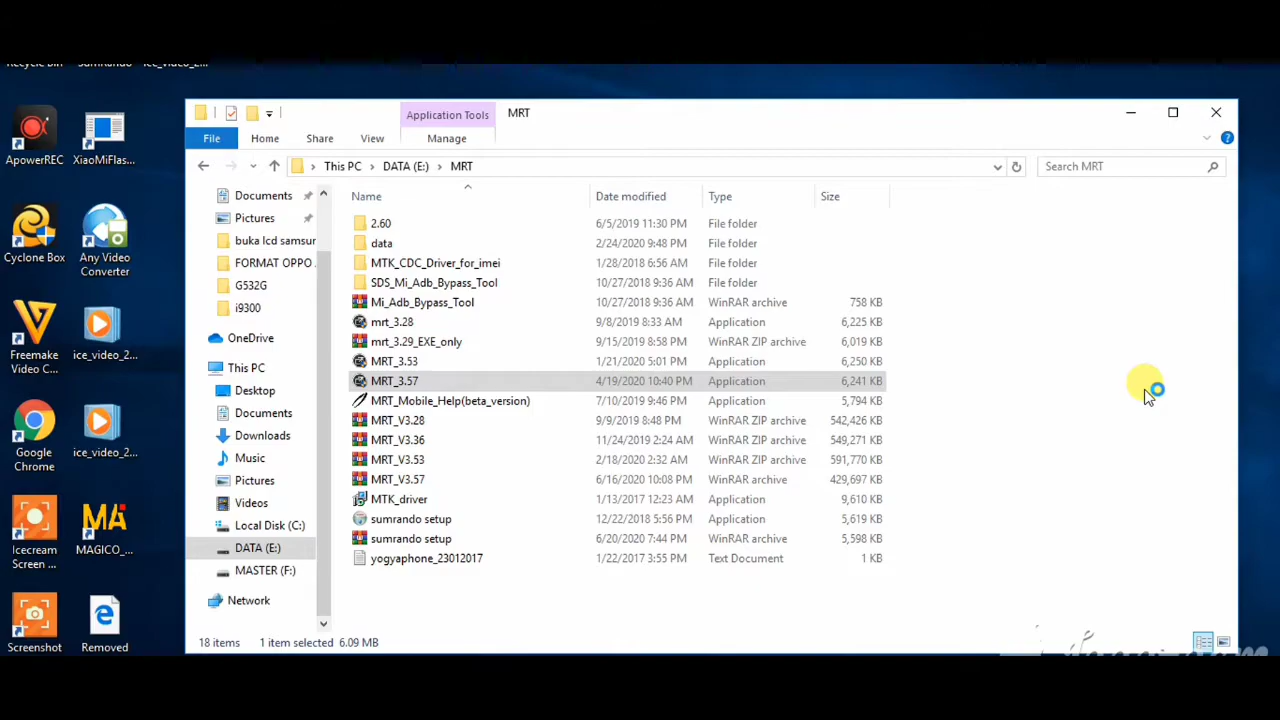 MRT
Application Tools
File
Home
Share
View
Manage
This PC
DATA (E:)
MRT
Search MRT
ApowerREC
XiaoMiFlas...
Cyclone Box
Any Video
Converter
Freemake
Video C...
ice_video_2...
Google
Chrome
ice_video_2...
Icecream
Screen ...
MAGICO_...
Screenshot
Removed
Documents
Pictures
buka lcd samsur
FORMAT OPPO .
G532G
i9300
OneDrive
This PC
Desktop
Documents
Downloads
Music
Pictures
Videos
Local Disk (C:)
DATA (E:)
MASTER (F:)
Network
Name Date modified Type Size
2.60 6/5/2019 11:30 PM File folder
data 2/24/2020 9:48 PM File folder
MTK_CDC_Driver_for_imei 1/28/2018 6:56 AM File folder
SDS_Mi_Adb_Bypass_Tool 10/27/2018 9:36 AM File folder
Mi_Adb_Bypass_Tool 10/27/2018 9:36 AM WinRAR archive 758 KB
mrt_3.28 9/8/2019 8:33 AM Application 6,225 KB
mrt_3.29_EXE_only 9/15/2019 8:58 PM WinRAR ZIP archive 6,019 KB
MRT_3.53 1/21/2020 5:01 PM Application 6,250 KB
MRT_3.57 4/19/2020 10:40 PM Application 6,241 KB
MRT_Mobile_Help(beta_version) 7/10/2019 9:46 PM Application 5,794 KB
MRT_V3.28 9/9/2019 8:48 PM WinRAR ZIP archive 542,426 KB
MRT_V3.36 11/24/2019 2:24 AM WinRAR ZIP archive 549,271 KB
MRT_V3.53 2/18/2020 2:32 AM WinRAR ZIP archive 591,770 KB
MRT_V3.57 6/16/2020 10:08 PM WinRAR ZIP archive 429,697 KB
MTK_driver 1/13/2017 12:23 AM Application 9,610 KB
sumrando setup 12/22/2018 5:56 PM Application 5,619 KB
sumrando setup 6/20/2020 7:44 PM WinRAR archive 5,598 KB
yogyaphone_23012017 1/22/2017 3:55 PM Text Document 1 KB
18 items 1 item selected 6.09 MB